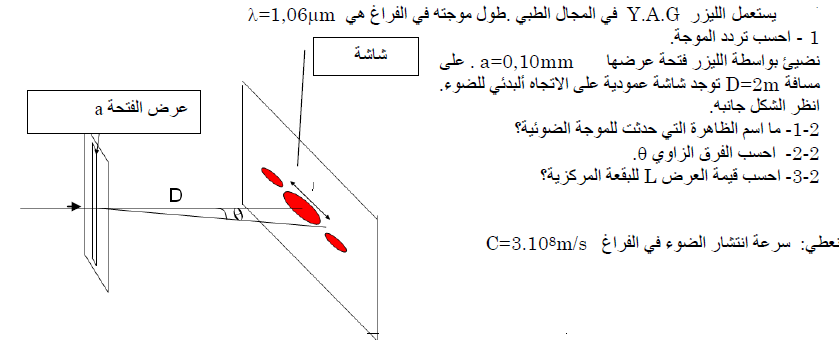 يستعمل الليزر Y.A.G في المجال الطبي .طول موجته في الفراغ هي λ=1,06μm
1 - احسب تردد الموجة.
نضيئ بواسطة الليزر فتحة عرضها a=0,10mm . على
مسافة D=2m توجد شاشة عمودية على الاتجاه ألبدئي للضوء.
انظر الشكل جانبه.
1-2- ما اسم الظاهرة التي حدثت للموجة الضوئية؟
2-2- احسب الفرق الزاوي θ.
3-2- احسب قيمة العرض L للبقعة المركزية؟
نعطي: سرعة انتشار الضوء في الفراغ C=3.10⁸m/s
شاشة
عرض الفتحة a
D
θ